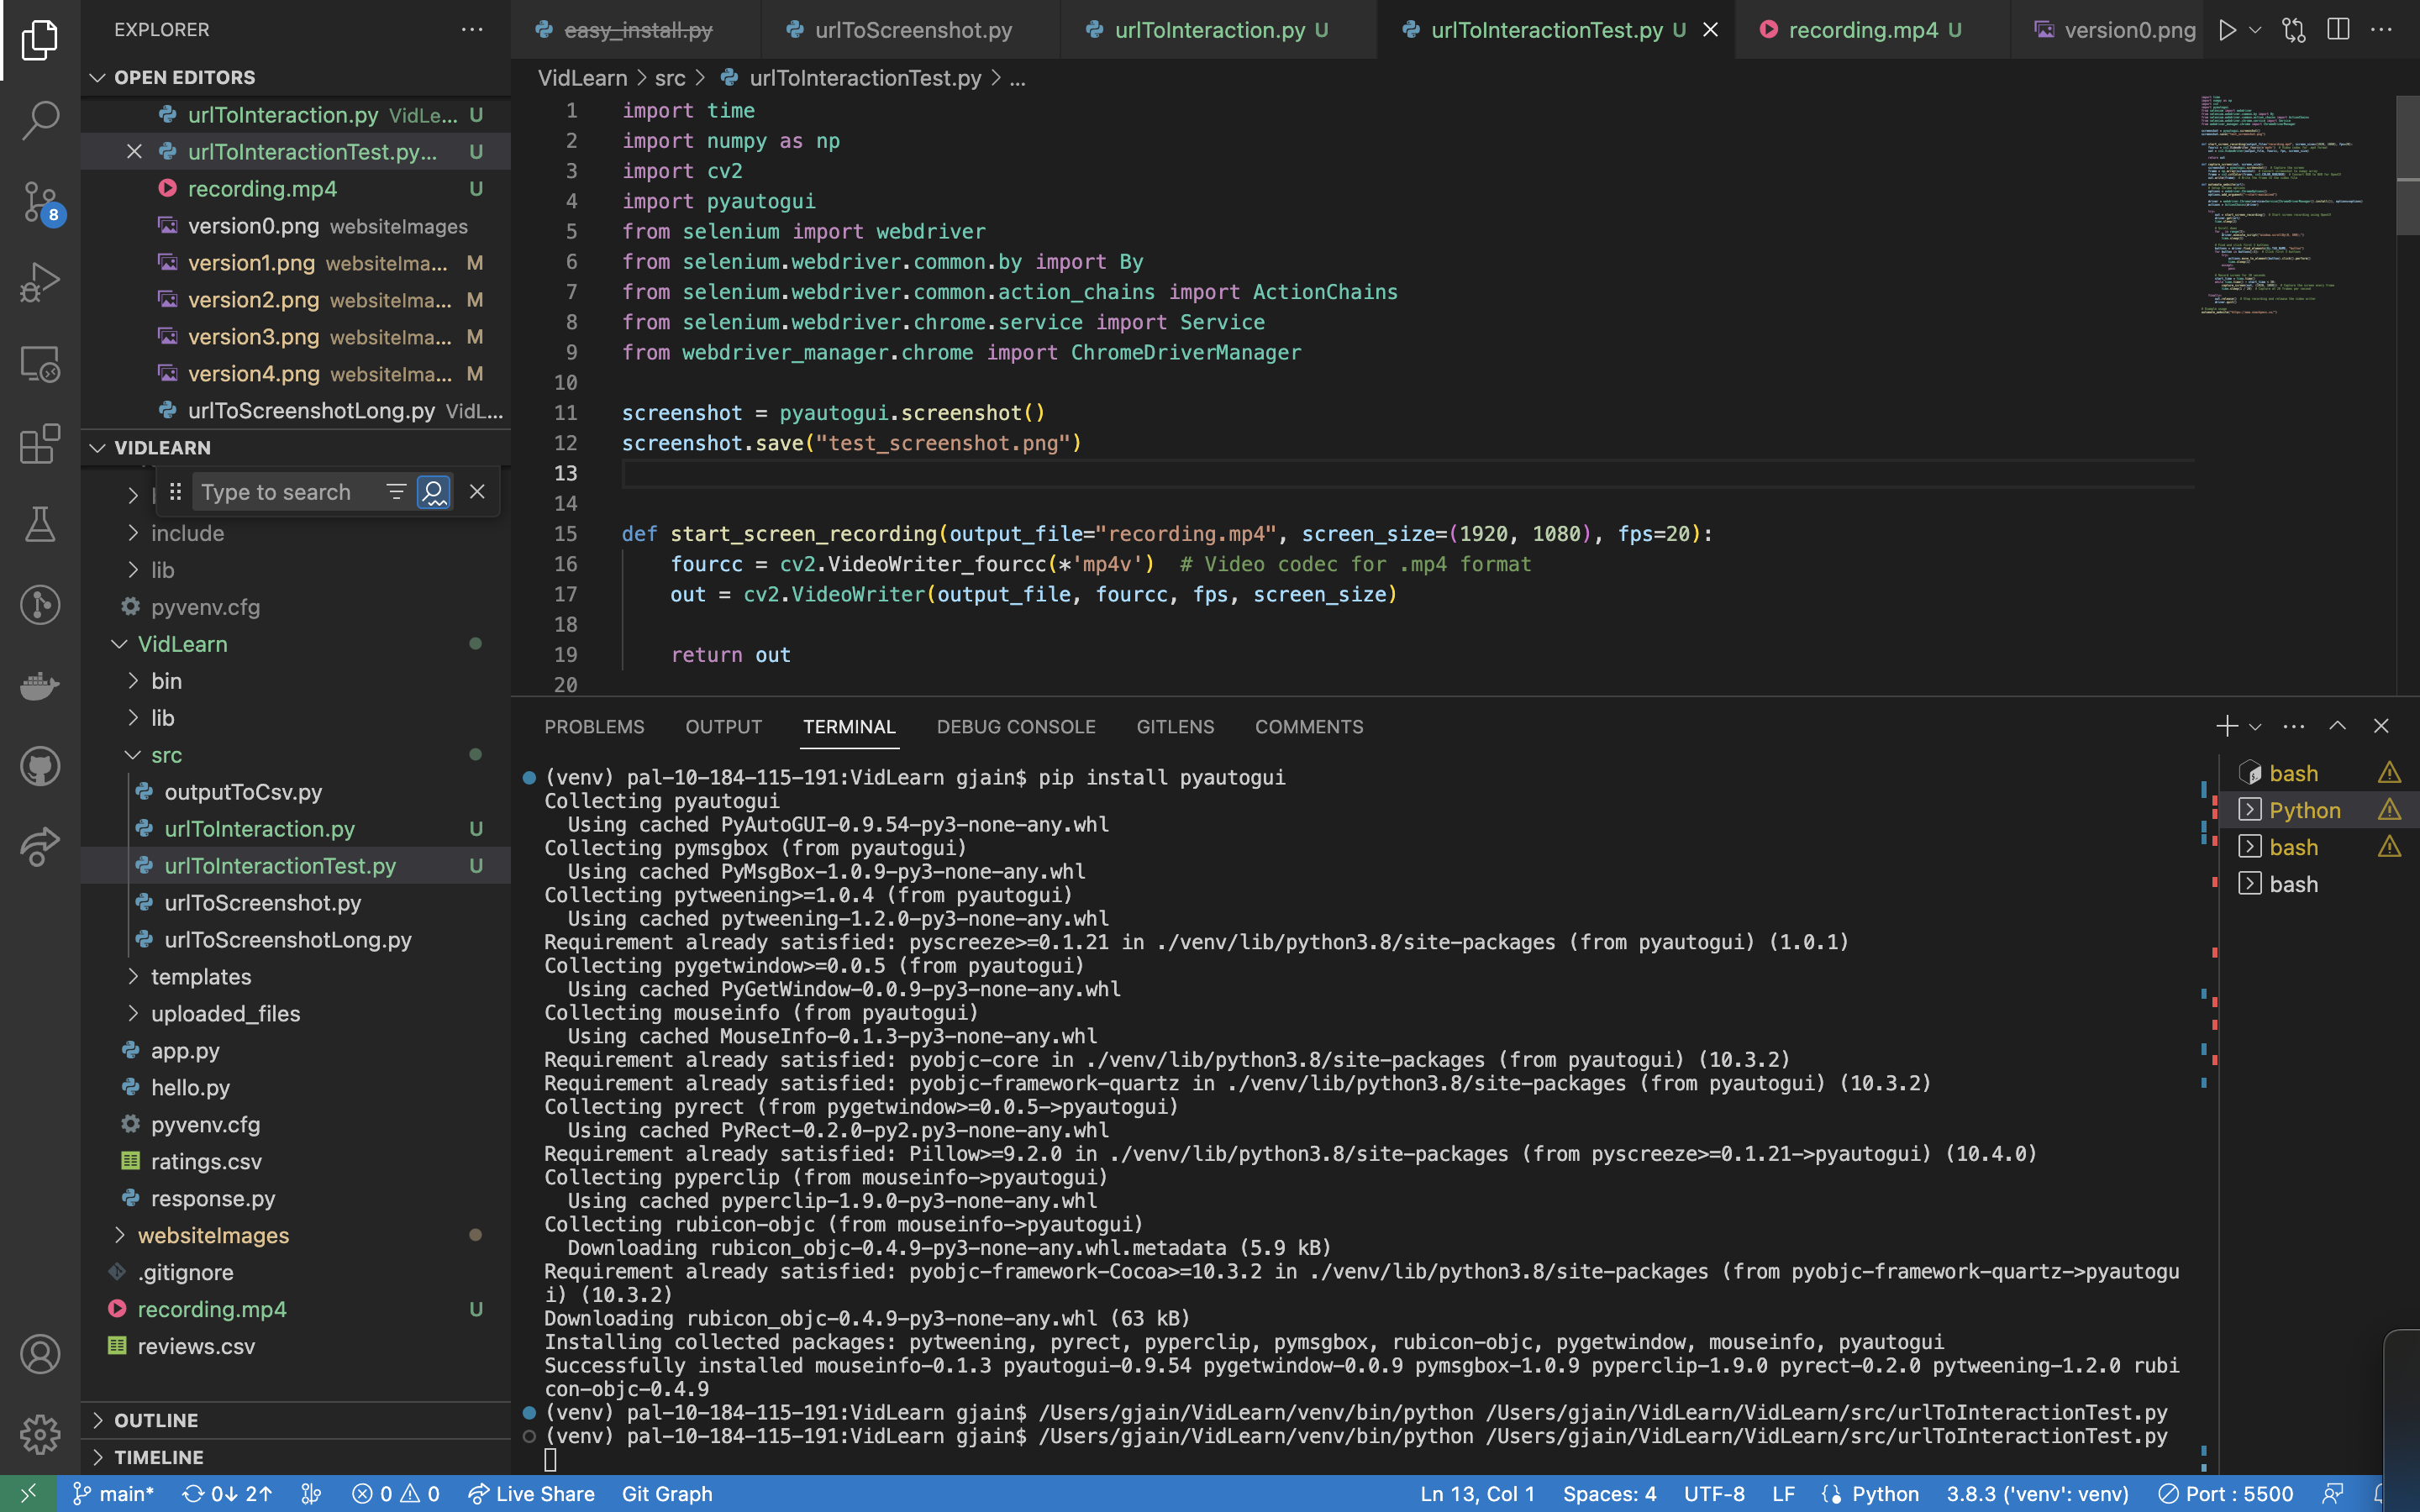 EXPLORER
OPEN EDITORS
urlToInteraction.py VidLe... U
urlToInteractionTest.py... U
recording.mp4 U
version0.png websiteImages
version1.png websiteIma... M
version2.png websiteIma... M
version3.png websiteIma... M
version4.png websiteIma... M
urlToScreenshotLong.py VidL...
VIDLEARN
Type to search
include
lib
pyvenv.cfg
VidLearn
bin
lib
src
outputToCsv.py
urlToInteraction.py U
urlToInteractionTest.py U
urlToScreenshot.py
urlToScreenshotLong.py
templates
uploaded_files
app.py
hello.py
pyvenv.cfg
ratings.csv
response.py
websiteImages
.gitignore
recording.mp4 U
reviews.csv
OUTLINE
TIMELINE
8
easy_install.py urlToScreenshot.py urlToInteraction.py U urlToInteractionTest.py U recording.mp4 U version0.png
VidLearn > src > urlToInteractionTest.py > ...
1 import time
2 import numpy as np
3 import cv2
4 import pyautogui
5 from selenium import webdriver
6 from selenium.webdriver.common.by import By
7 from selenium.webdriver.common.action_chains import ActionChains
8 from selenium.webdriver.chrome.service import Service
9 from webdriver_manager.chrome import ChromeDriverManager
10
11 screenshot = pyautogui.screenshot()
12 screenshot.save("test_screenshot.png")
13
14
15 def start_screen_recording(output_file="recording.mp4", screen_size=(1920, 1080), fps=20):
16 fourcc = cv2.VideoWriter_fourcc(*'mp4v') # Video codec for .mp4 format
17 out = cv2.VideoWriter(output_file, fourcc, fps, screen_size)
18
19 return out
20
PROBLEMS OUTPUT TERMINAL DEBUG CONSOLE GITLENS COMMENTS
(venv) pal-10-184-115-191:VidLearn gjain$ pip install pyautogui
Collecting pyautogui
Using cached PyAutoGUI-0.9.54-py3-none-any.whl
Collecting pymsgbox (from pyautogui)
Using cached PyMsgBox-1.0.9-py3-none-any.whl
Collecting pytweening>=1.0.4 (from pyautogui)
Using cached pytweening-1.2.0-py3-none-any.whl
Requirement already satisfied: pyscreeze>=0.1.21 in ./venv/lib/python3.8/site-packages (from pyautogui) (1.0.1)
Collecting pygetwindow>=0.0.5 (from pyautogui)
Using cached PyGetWindow-0.0.9-py3-none-any.whl
Collecting mouseinfo (from pyautogui)
Using cached MouseInfo-0.1.3-py3-none-any.whl
Requirement already satisfied: pyobjc-core in ./venv/lib/python3.8/site-packages (from pyautogui) (10.3.2)
Requirement already satisfied: pyobjc-framework-quartz in ./venv/lib/python3.8/site-packages (from pyautogui) (10.3.2)
Collecting pyrect (from pygetwindow>=0.0.5->pyautogui)
Using cached PyRect-0.2.0-py2.py3-none-any.whl
Requirement already satisfied: Pillow>=9.2.0 in ./venv/lib/python3.8/site-packages (from pyscreeze>=0.1.21->pyautogui) (10.4.0)
Collecting pyperclip (from mouseinfo->pyautogui)
Using cached pyperclip-1.9.0-py3-none-any.whl
Collecting rubicon-objc (from mouseinfo->pyautogui)
Downloading rubicon_objc-0.4.9-py3-none-any.whl.metadata (5.9 kB)
Requirement already satisfied: pyobjc-framework-Cocoa>=10.3.2 in ./venv/lib/python3.8/site-packages (from pyobjc-framework-quartz->pyautogu
i) (10.3.2)
Downloading rubicon_objc-0.4.9-py3-none-any.whl (63 kB)
Installing collected packages: pytweening, pyrect, pyperclip, pymsgbox, rubicon-objc, pygetwindow, mouseinfo, pyautogui
Successfully installed mouseinfo-0.1.3 pyautogui-0.9.54 pygetwindow-0.0.9 pymsgbox-1.0.9 pyperclip-1.9.0 pyrect-0.2.0 pytweening-1.2.0 rubi
con-objc-0.4.9
(venv) pal-10-184-115-191:VidLearn gjain$ /Users/gjain/VidLearn/venv/bin/python /Users/gjain/VidLearn/VidLearn/src/urlToInteractionTest.py
(venv) pal-10-184-115-191:VidLearn gjain$ /Users/gjain/VidLearn/venv/bin/python /Users/gjain/VidLearn/VidLearn/src/urlToInteractionTest.py
bash
Python
bash
bash
main* 0↓ 2↑ 0 0 Live Share Git Graph Ln 13, Col 1 Spaces: 4 UTF-8 LF Python 3.8.3 ('venv': venv) Port : 5500